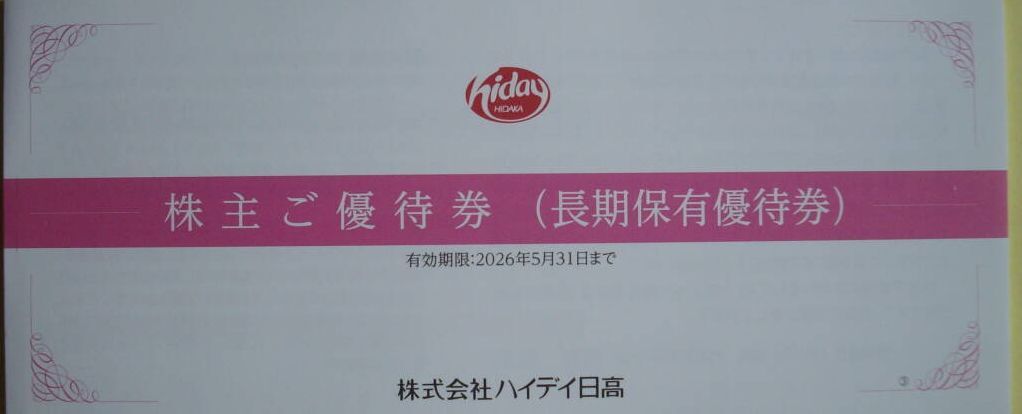 hiday
HIDAKA
株主ご優待券（長期保有優待券）
有効期限:2026年5月31日まで
株式会社ハイデイ日高
③